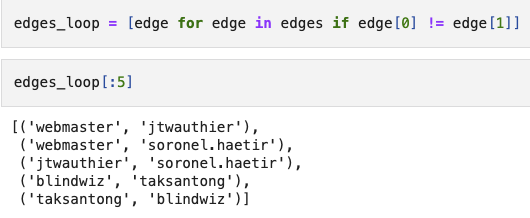 edges_loop = [edge for edge in edges if edge[0] != edge[1]]
edges_loop[:5]
[('webmaster', 'jtwauthier'),
('webmaster', 'soronel.haetir'),
('jtwauthier', 'soronel.haetir'),
('blindwiz', 'taksantong'),
('taksantong', 'blindwiz')]